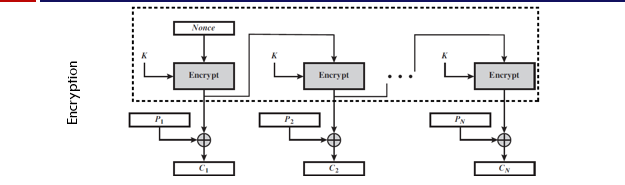 Encryption
Nonce
K
K
K
Encrypt
Encrypt
• • •
Encrypt
P1
P2
PN
C1
C2
CN